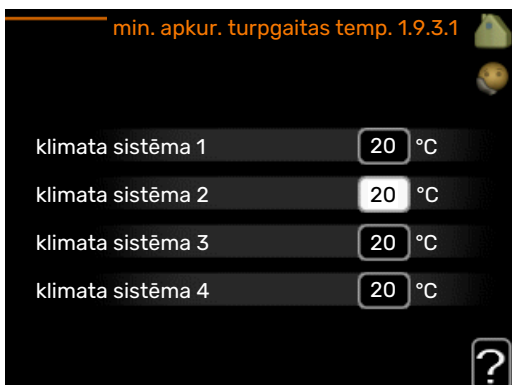 min. apkur. turpgaitas temp. 1.9.3.1
klimata sistēma 1 20 °C
klimata sistēma 2 20 °C
klimata sistēma 3 20 °C
klimata sistēma 4 20 °C
?